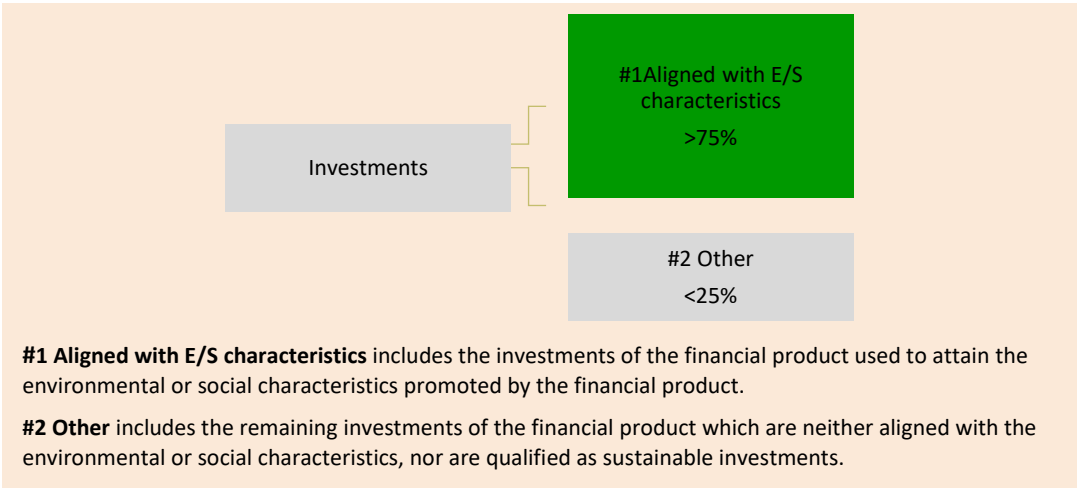 #1Aligned with E/S
characteristics
>75%
Investments
#2 Other
<25%
#1 Aligned with E/S characteristics includes the investments of the financial product used to attain the
environmental or social characteristics promoted by the financial product.
#2 Other includes the remaining investments of the financial product which are neither aligned with the
environmental or social characteristics, nor are qualified as sustainable investments.